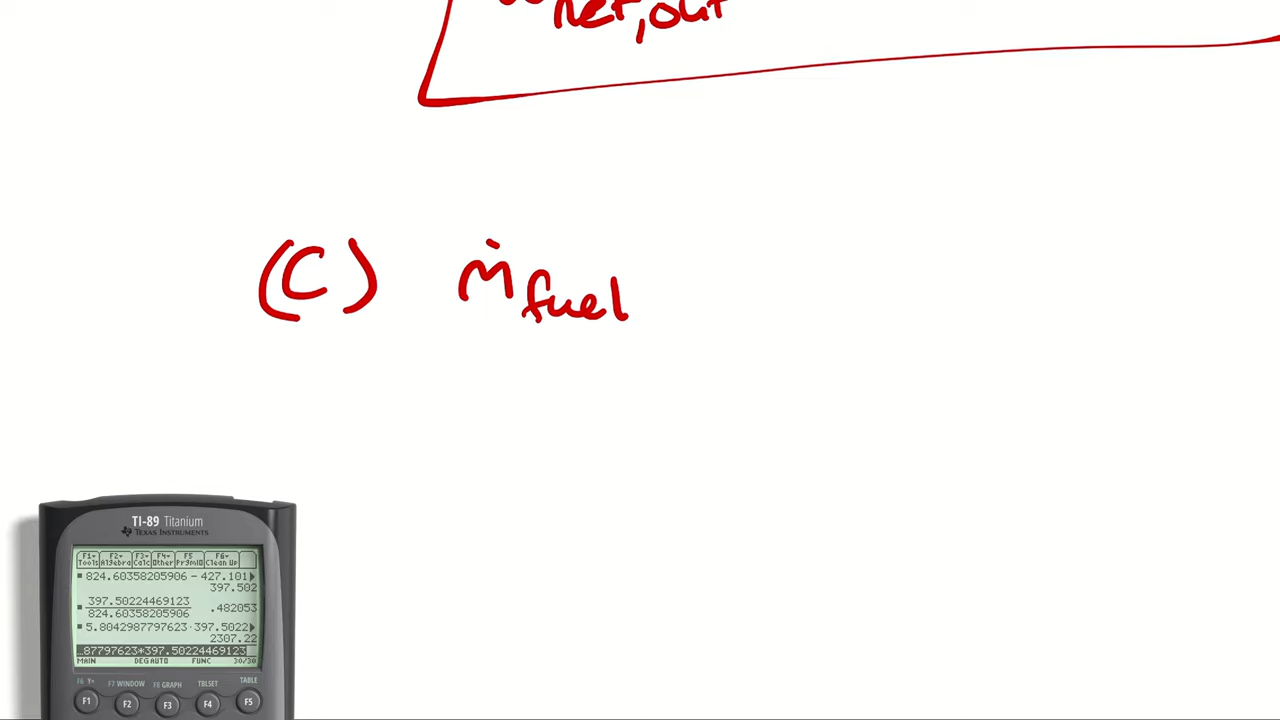 net,out
(C) ṁfuel
TI-89 Titanium
TEXAS INSTRUMENTS
F1▾ F2▾ F3▾ F4▾ F5 F6▾
Tools Algebra Calc Other PrgmIO Clean Up
824.60358205906 - 427.101▸
397.502
397.50224469123
824.60358205906
.482053
5.8042987797623·397.5022▸
2307.22
…87797623*397.50224469123
MAIN DEG AUTO FUNC 30/30
F6 Y= F7 WINDOW F8 GRAPH TBLSET TABLE
F1 F2 F3 F4 F5